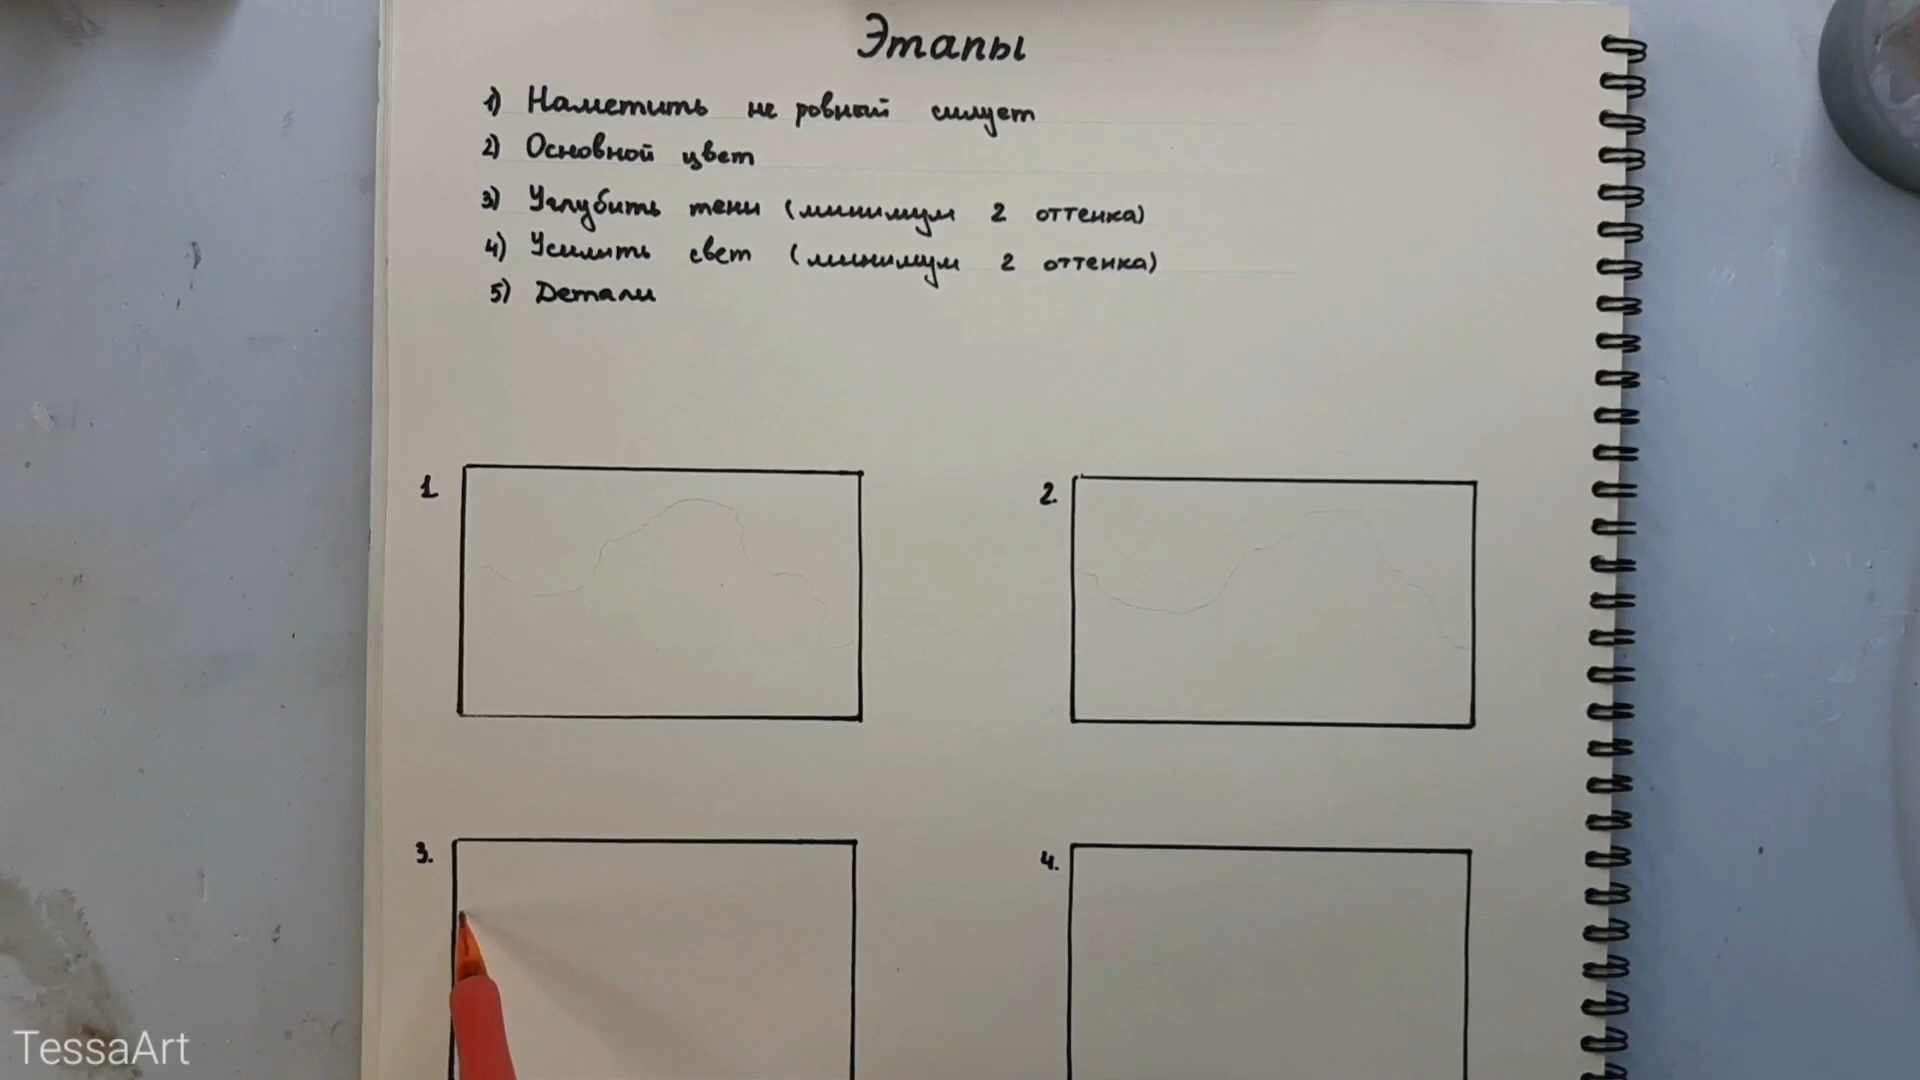 Этапы
1) Наметить не ровный силует
2) Основной цвет
3) Углубить тени (минимум 2 оттенка)
4) Усилить свет (минимум 2 оттенка)
5) Детали
1
2.
3.
4.
TessaArt